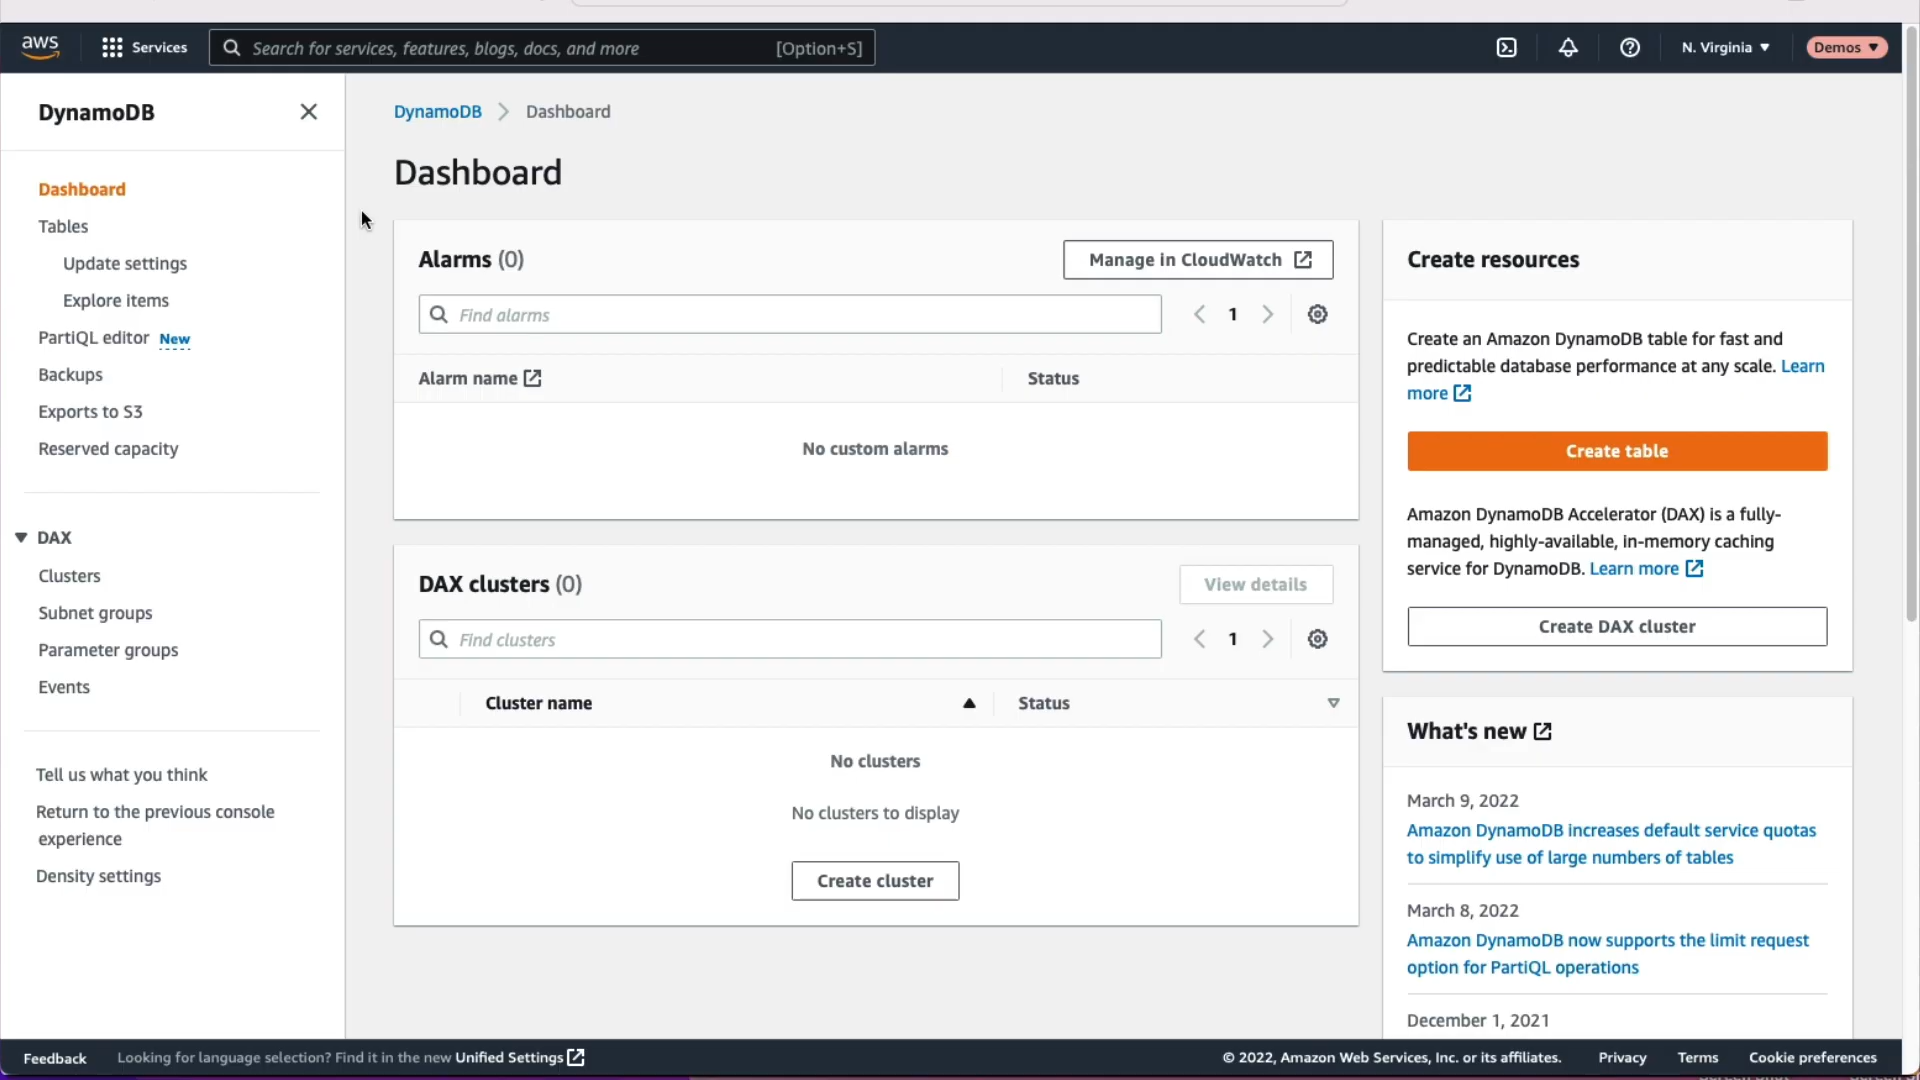 aws
Services
Search for services, features, blogs, docs, and more [Option+S]
N. Virginia ▼
Demos ▼
DynamoDB
Dashboard
Tables
Update settings
Explore items
PartiQL editor New
Backups
Exports to S3
Reserved capacity
▼ DAX
Clusters
Subnet groups
Parameter groups
Events
Tell us what you think
Return to the previous console
experience
Density settings
DynamoDB > Dashboard
Dashboard
Alarms (0)
Manage in CloudWatch
Find alarms
1
Alarm name
Status
No custom alarms
DAX clusters (0)
View details
Find clusters
1
Cluster name
Status
No clusters
No clusters to display
Create cluster
Create resources
Create an Amazon DynamoDB table for fast and
predictable database performance at any scale. Learn
more
Create table
Amazon DynamoDB Accelerator (DAX) is a fully-
managed, highly-available, in-memory caching
service for DynamoDB. Learn more
Create DAX cluster
What's new
March 9, 2022
Amazon DynamoDB increases default service quotas
to simplify use of large numbers of tables
March 8, 2022
Amazon DynamoDB now supports the limit request
option for PartiQL operations
December 1, 2021
Feedback
Looking for language selection? Find it in the new Unified Settings
© 2022, Amazon Web Services, Inc. or its affiliates.
Privacy
Terms
Cookie preferences